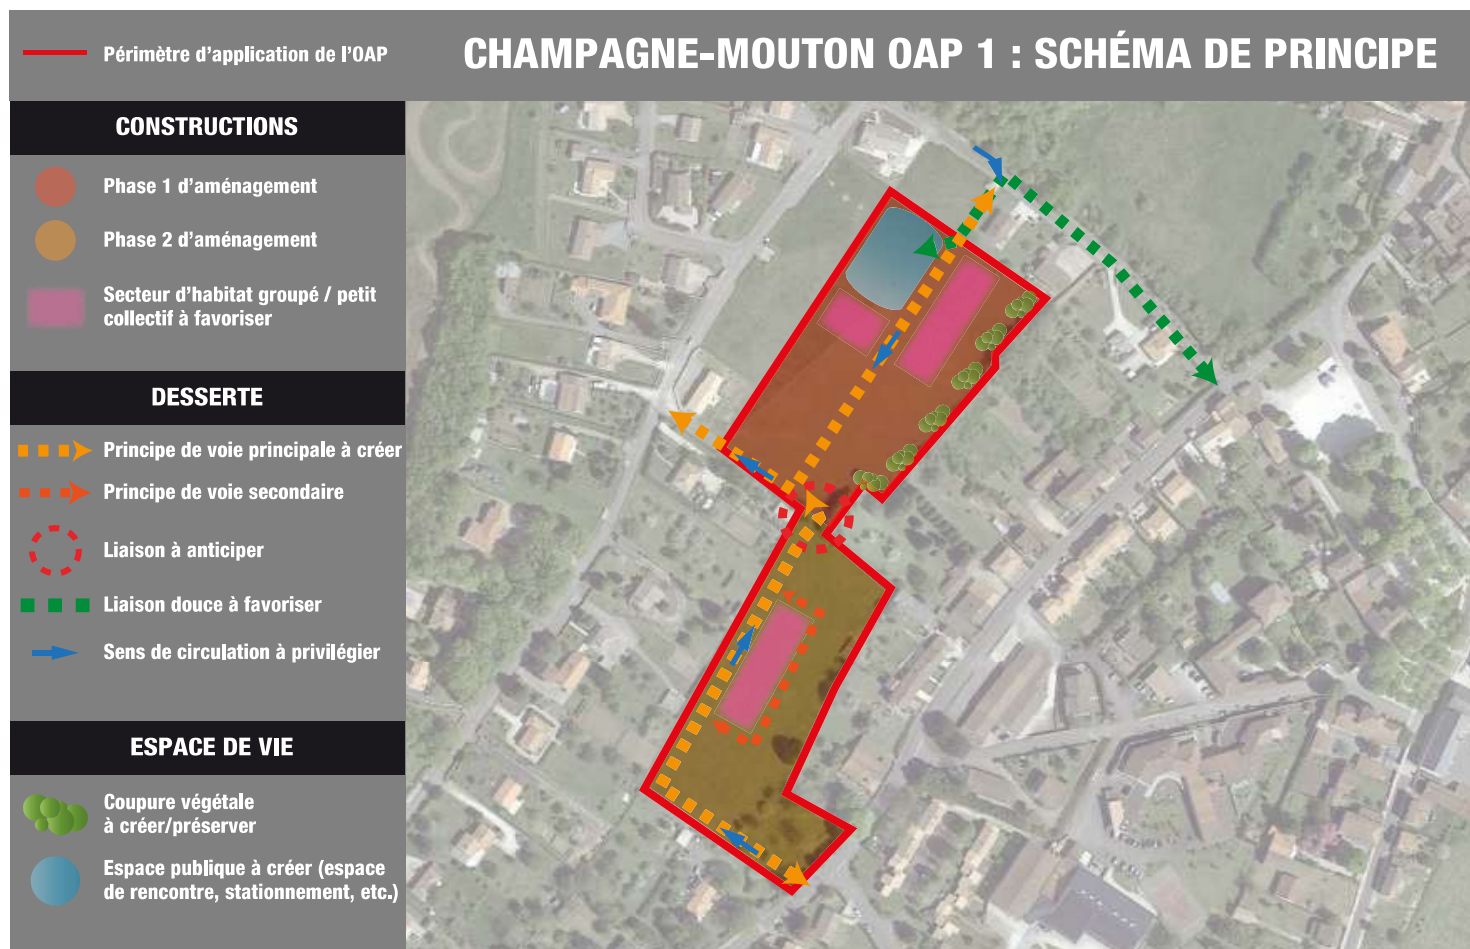 Périmètre d'application de l'OAP
CHAMPAGNE-MOUTON OAP 1 : SCHÉMA DE PRINCIPE
CONSTRUCTIONS
Phase 1 d'aménagement
Phase 2 d'aménagement
Secteur d'habitat groupé / petit
collectif à favoriser
DESSERTE
Principe de voie principale à créer
Principe de voie secondaire
Liaison à anticiper
Liaison douce à favoriser
Sens de circulation à privilégier
ESPACE DE VIE
Coupure végétale
à créer/préserver
Espace publique à créer (espace
de rencontre, stationnement, etc.)